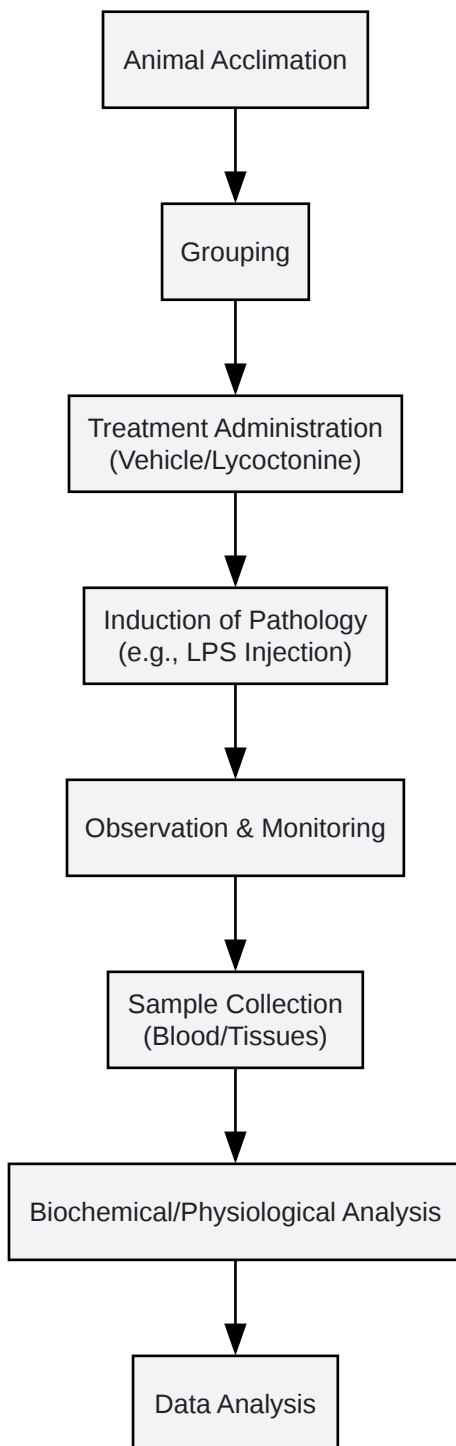 Animal Acclimation
Grouping
Treatment Administration
(Vehicle/Lycoctonine)
Induction of Pathology
(e.g., LPS Injection)
Observation & Monitoring
Sample Collection
(Blood/Tissues)
Biochemical/Physiological Analysis
Data Analysis